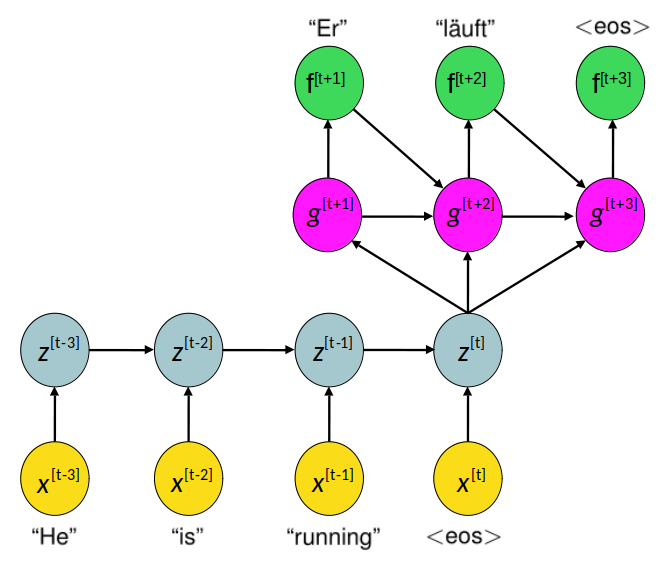 “Er” “läuft” <eos>
f[t+1] f[t+2] f[t+3]
g[t+1] g[t+2] g[t+3]
z[t-3] z[t-2] z[t-1] z[t]
x[t-3] x[t-2] x[t-1] x[t]
“He” “is” “running” <eos>